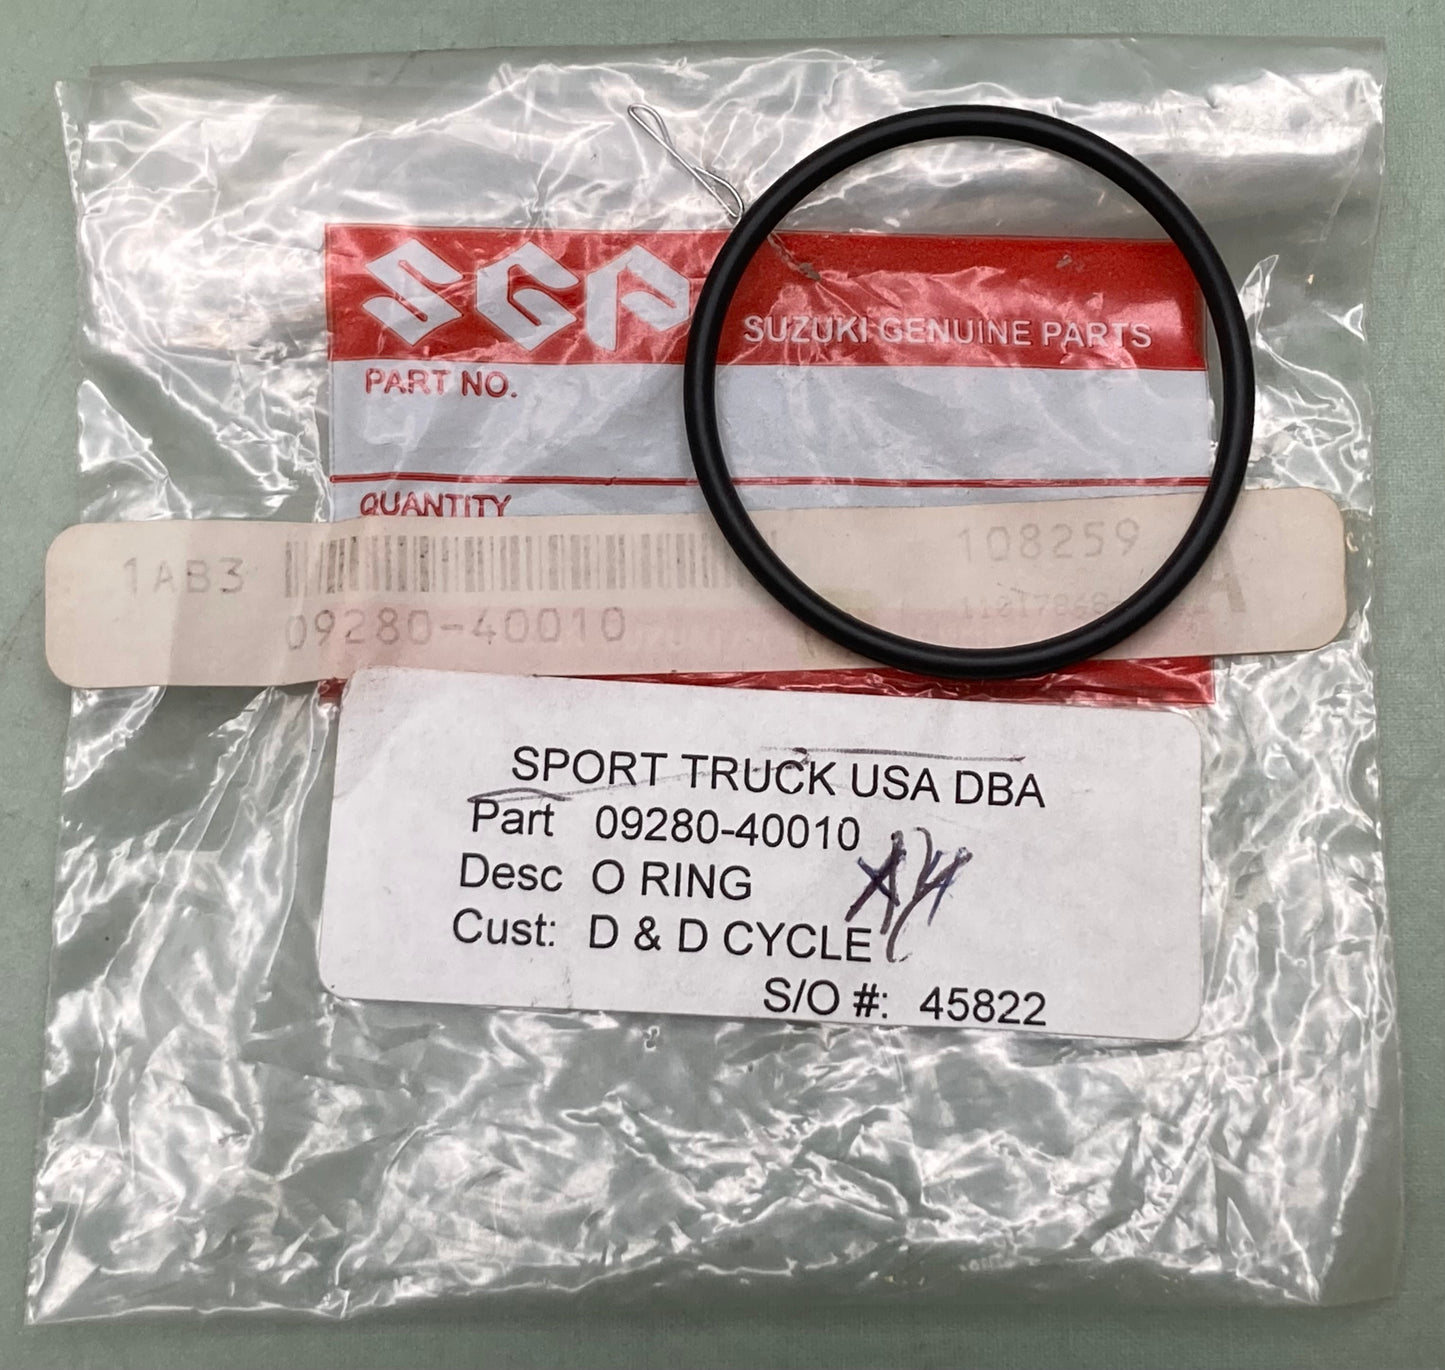 SGP
SUZUKI GENUINE PARTS
PART NO.
QUANTITY
1AB3
108259
09280-40010
SPORT TRUCK USA DBA
Part 09280-40010
Desc O RING
Cust: D & D CYCLE
S/O #: 45822